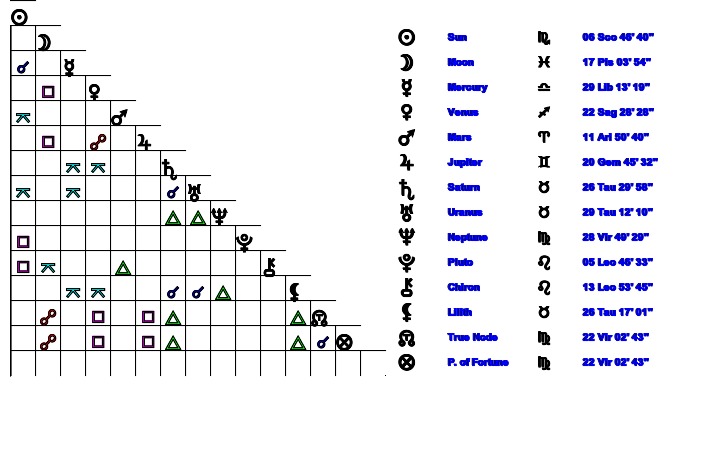 Sun 06 Sco 46' 40"
Moon 17 Pis 03' 54"
Mercury 29 Lib 13' 19"
Venus 22 Sag 28' 28"
Mars 11 Ari 50' 40"
Jupiter 20 Gem 45' 32"
Saturn 26 Tau 29' 58"
Uranus 29 Tau 12' 10"
Neptune 28 Vir 49' 29"
Pluto 05 Leo 46' 33"
Chiron 13 Leo 53' 45"
Lilith 26 Tau 17' 01"
True Node 22 Vir 02' 43"
P. of Fortune 22 Vir 02' 43"